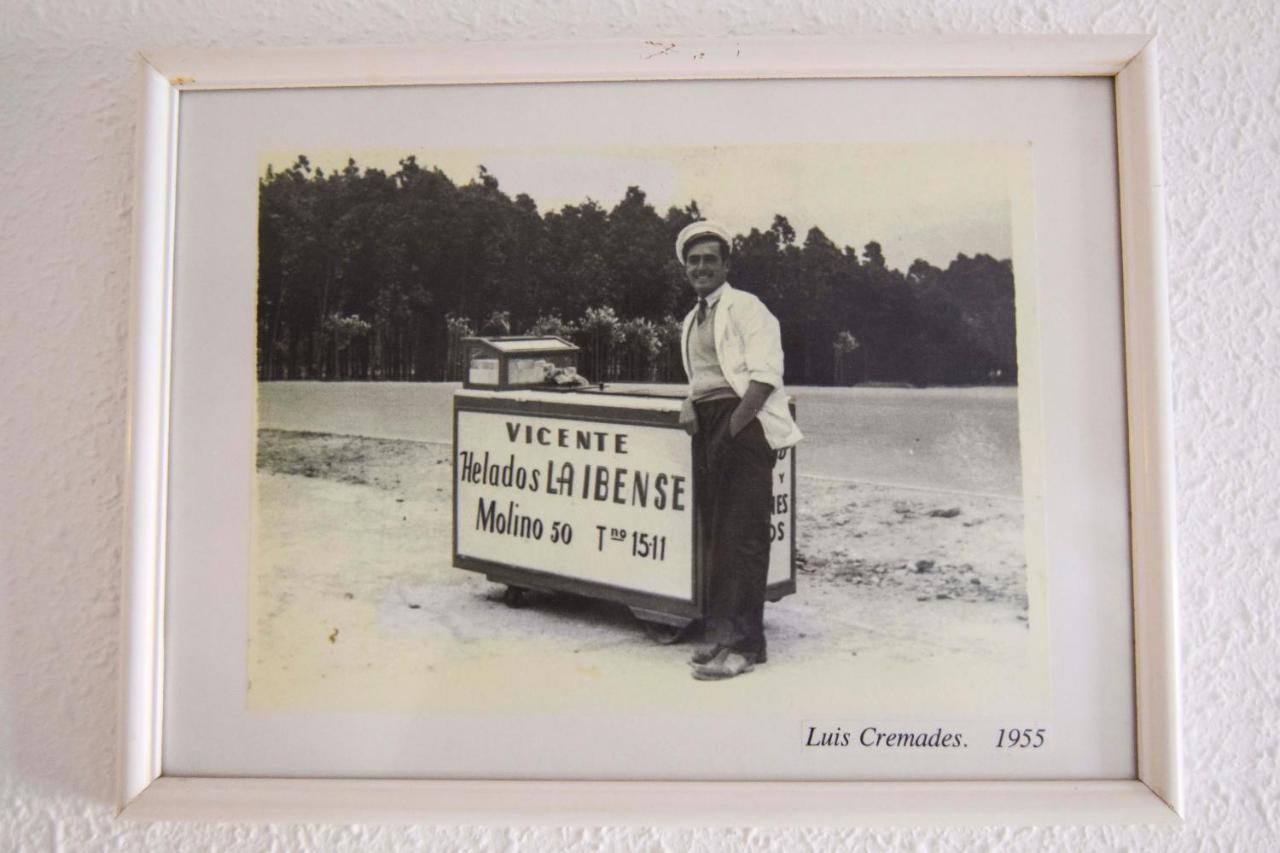 VICENTE
Helados LA IBENSE
Molino 50 Tⁿº 15-11
Y
Luis Cremades. 1955